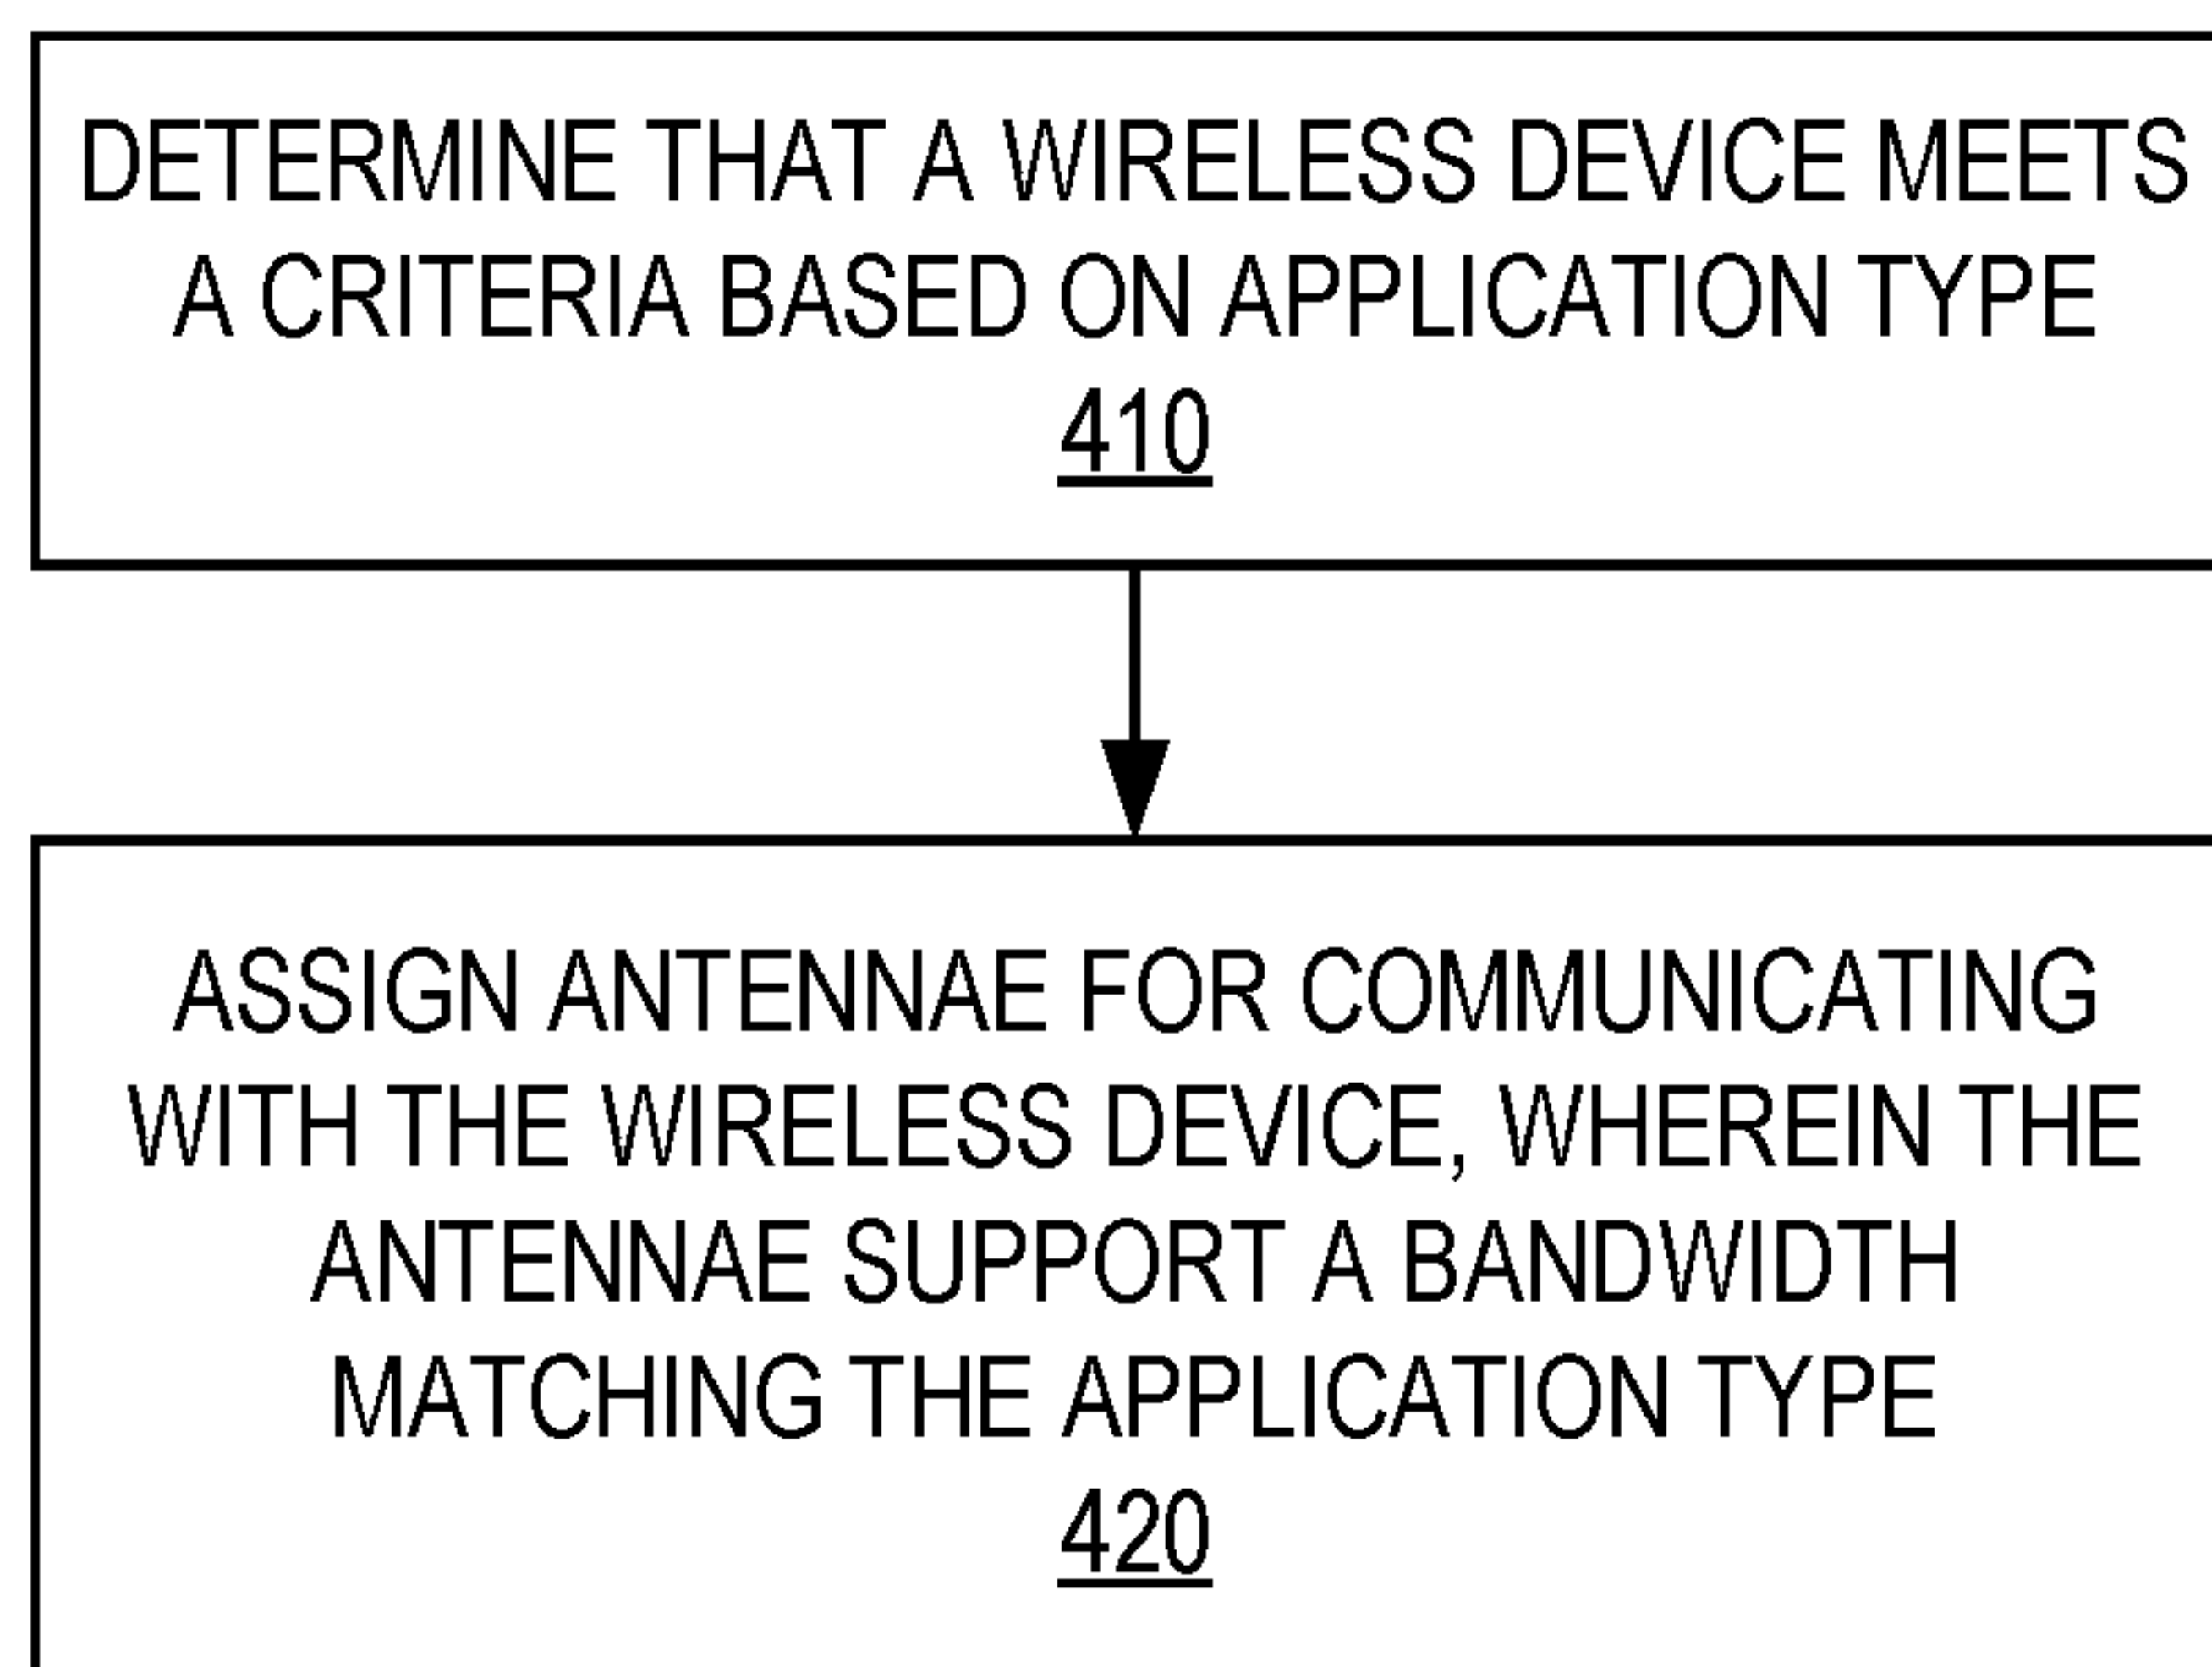 DETERMINE THAT A WIRELESS DEVICE MEETS
A CRITERIA BASED ON APPLICATION TYPE
410
ASSIGN ANTENNAE FOR COMMUNICATING
WITH THE WIRELESS DEVICE, WHEREIN THE
ANTENNAE SUPPORT A BANDWIDTH
MATCHING THE APPLICATION TYPE
420